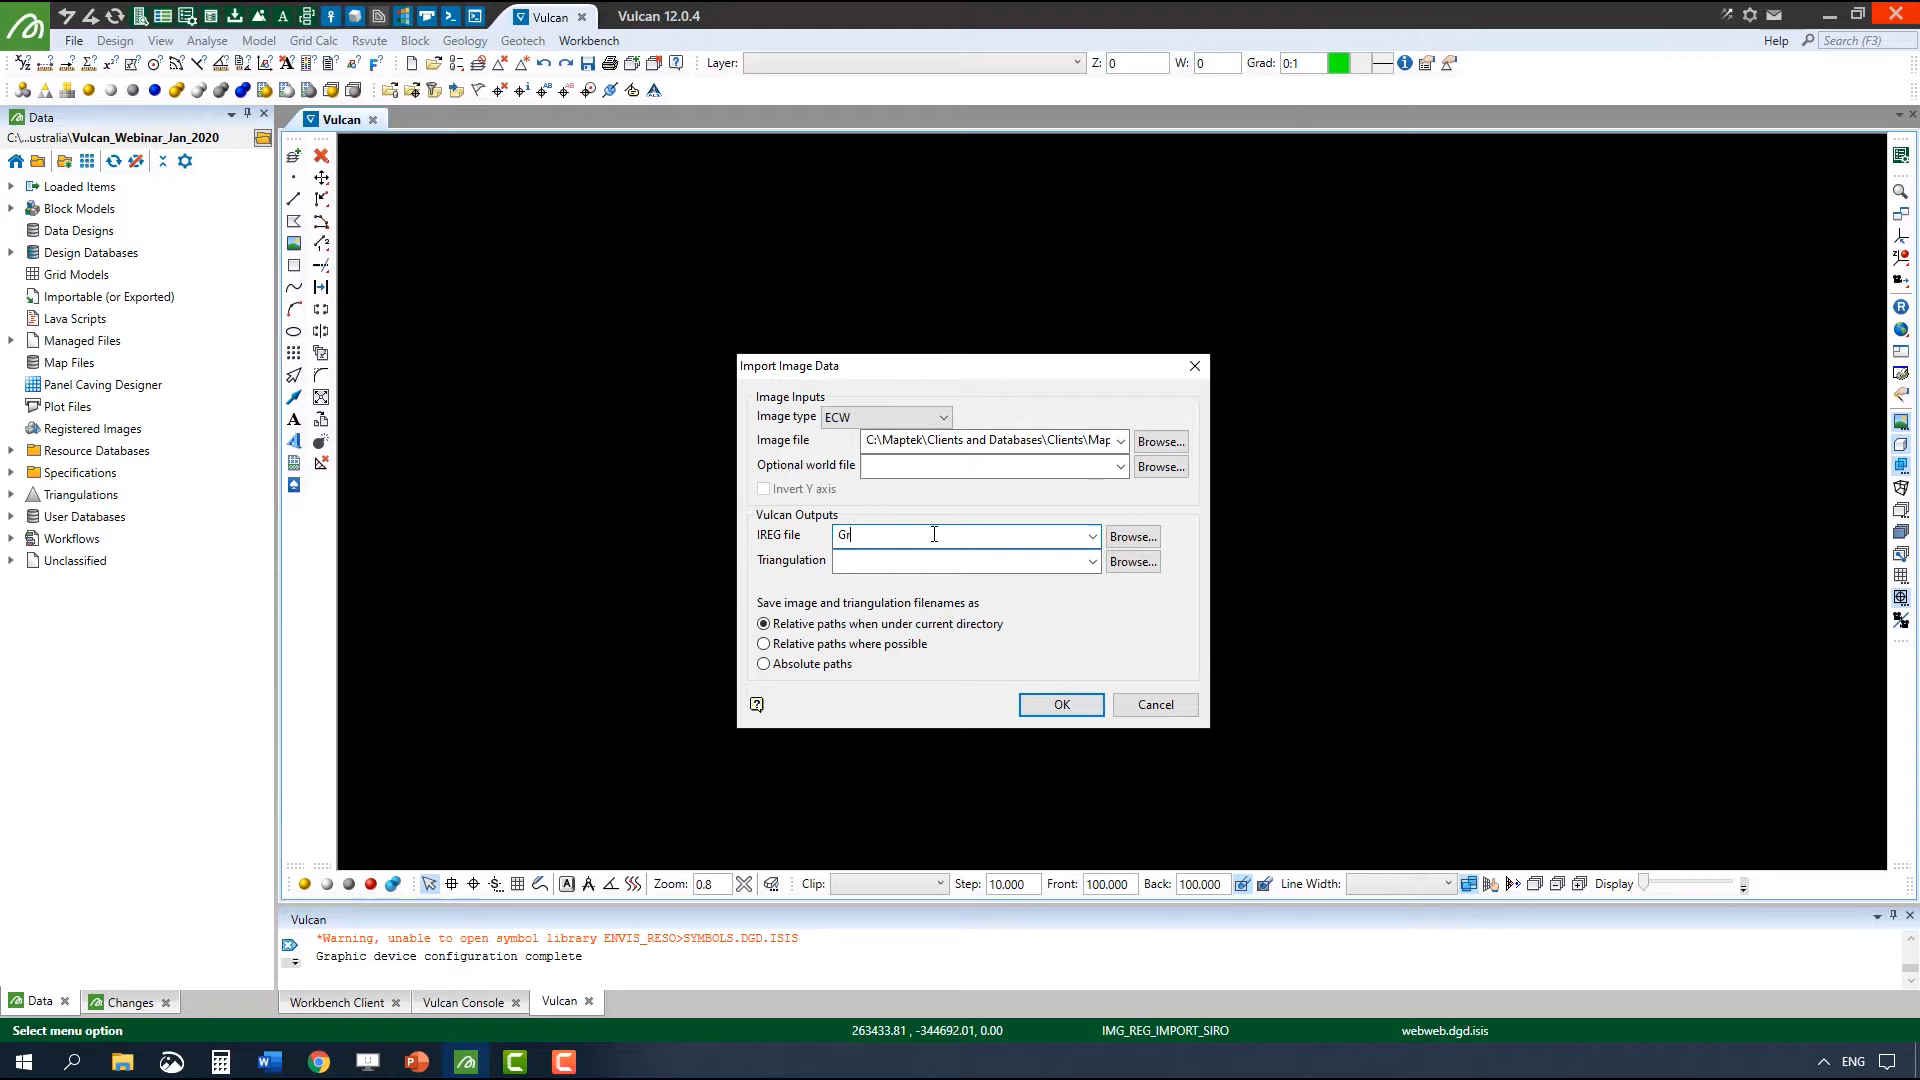 Vulcan
Vulcan 12.0.4
File Design View Analyse Model Grid Calc Rsvute Block Geology Geotech Workbench
Help Search (F3)
Layer: Z: 0 W: 0 Grad: 0:1
Data
C:\...ustralia\Vulcan_Webinar_Jan_2020
Vulcan
Loaded Items
Block Models
Data Designs
Design Databases
Grid Models
Importable (or Exported)
Lava Scripts
Managed Files
Map Files
Panel Caving Designer
Plot Files
Registered Images
Resource Databases
Specifications
Triangulations
User Databases
Workflows
Unclassified
Import Image Data
Image Inputs
Image type ECW
Image file C:\Maptek\Clients and Databases\Clients\Map Browse...
Optional world file Browse...
Invert Y axis
Vulcan Outputs
IREG file Gr Browse...
Triangulation Browse...
Save image and triangulation filenames as
Relative paths when under current directory
Relative paths where possible
Absolute paths
OK Cancel
Zoom: 0.8 Clip: Step: 10.000 Front: 100.000 Back: 100.000 Line Width: Display
Vulcan
*Warning, unable to open symbol library ENVIS_RESO>SYMBOLS.DGD.ISIS
Graphic device configuration complete
Data Changes Workbench Client Vulcan Console Vulcan
Select menu option 263433.81 , -344692.01, 0.00 IMG_REG_IMPORT_SIRO webweb.dgd.isis
ENG